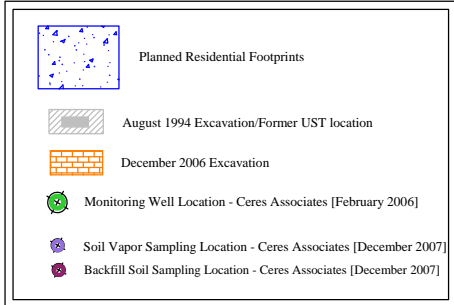 Planned Residential Footprints
August 1994 Excavation/Former UST location
December 2006 Excavation
Monitoring Well Location - Ceres Associates [February 2006]
Soil Vapor Sampling Location - Ceres Associates [December 2007]
Backfill Soil Sampling Location - Ceres Associates [December 2007]